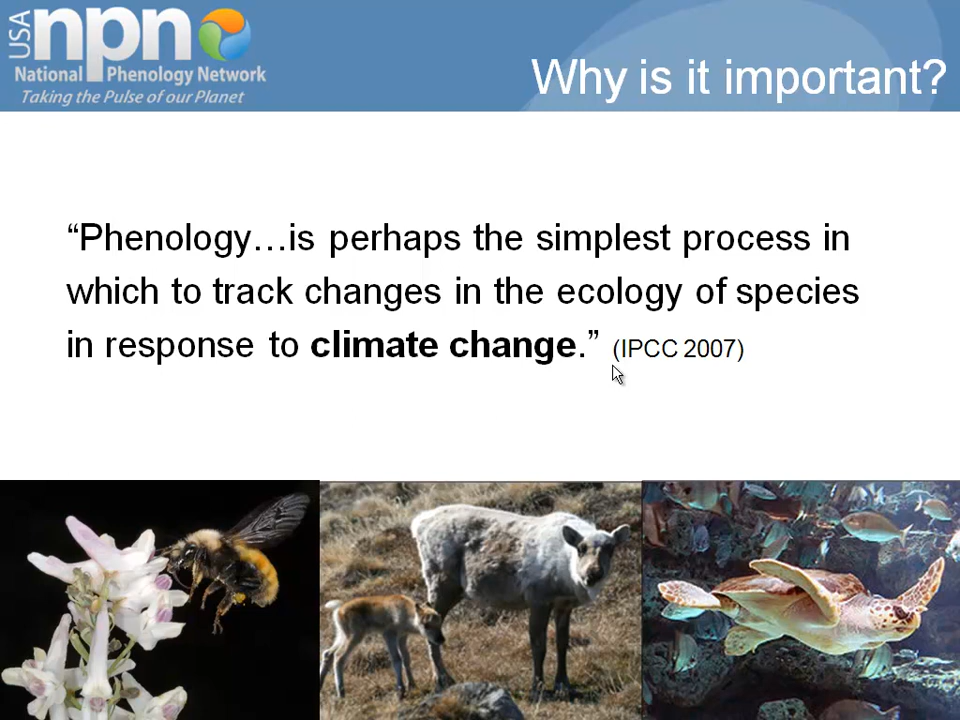 USA npn
National Phenology Network
Taking the Pulse of our Planet
Why is it important?
“Phenology…is perhaps the simplest process in
which to track changes in the ecology of species
in response to climate change.” (IPCC 2007)